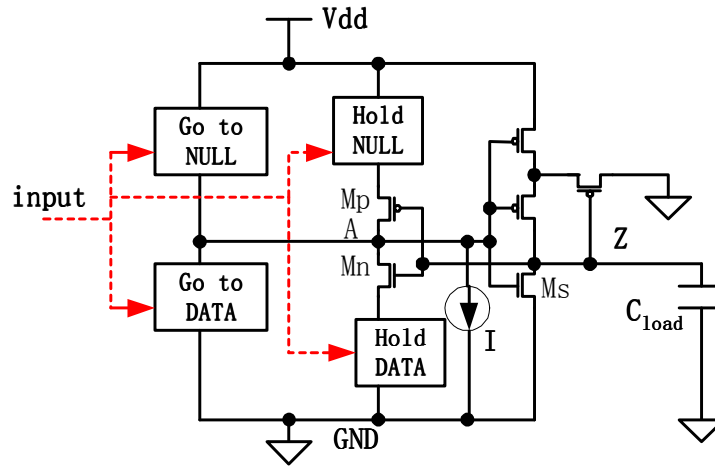 Vdd
Go to
NULL
Hold
NULL
input
Mp
A
Z
Mn
Go to
DATA
Ms
I
Cload
Hold
DATA
GND